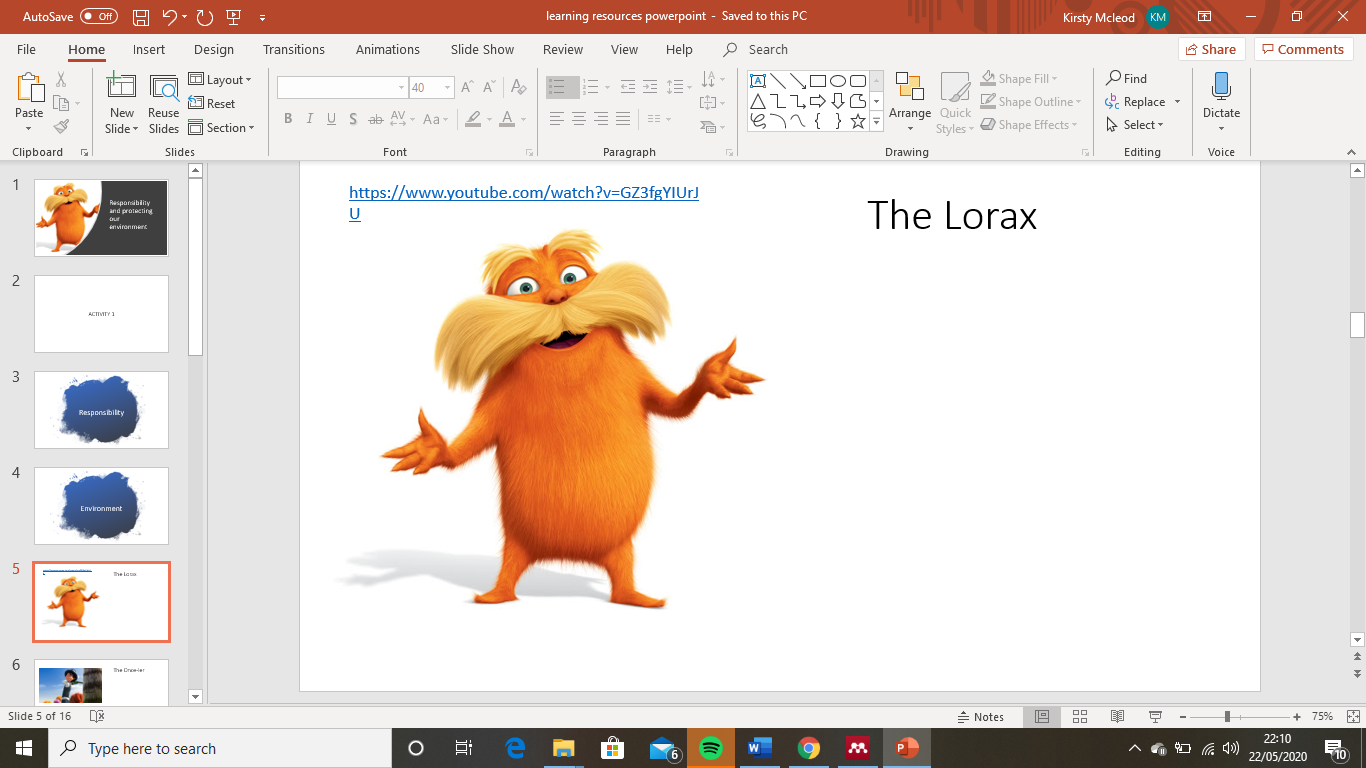 AutoSave Off
learning resources powerpoint - Saved to this PC
Kirsty Mcleod KM
File Home Insert Design Transitions Animations Slide Show Review View Help Search
Share Comments
Paste
Clipboard
New Slide
Reuse Slides
Layout
Reset
Section
Slides
40
B I U S ab AV Aa A
Font
Paragraph
Arrange
Quick Styles
Shape Fill
Shape Outline
Shape Effects
Drawing
Find
Replace
Select
Editing
Dictate
Voice
1
Responsibility
and protecting
our
environment
2
ACTIVITY 1
3
Responsibility
4
Environment
5
The Lorax
6
The Once-ler
https://www.youtube.com/watch?v=GZ3fgYIUrJ
U
The Lorax
Slide 5 of 16
Notes
75%
Type here to search
6
22:10
22/05/2020
10